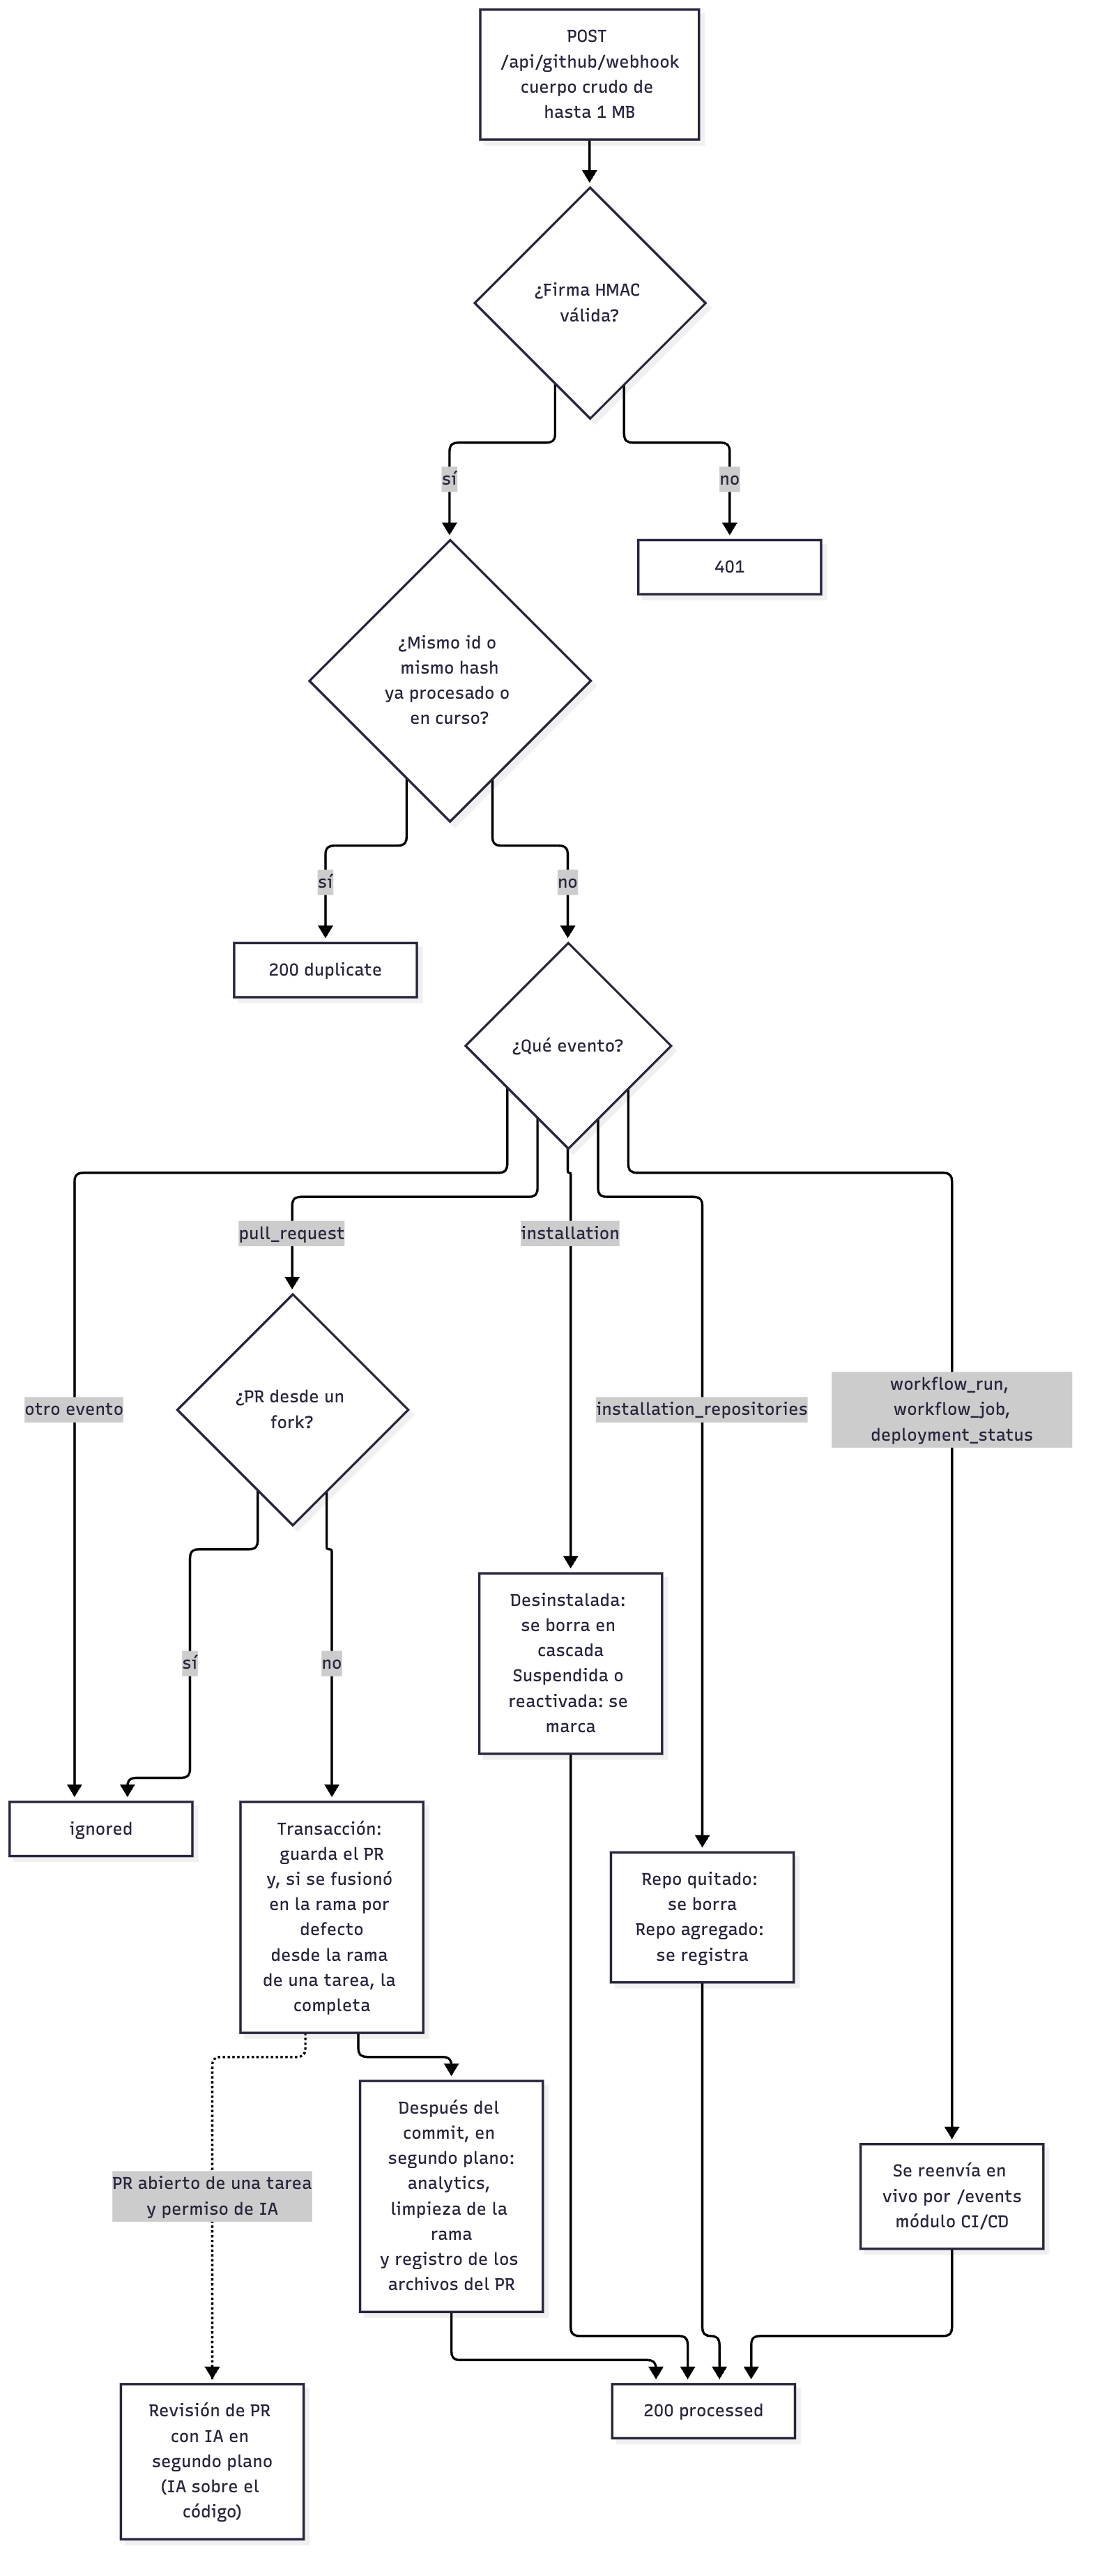 POST
/api/github/webhook
cuerpo crudo de
hasta 1 MB
¿Firma HMAC
válida?
sí
no
401
¿Mismo id o
mismo hash
ya procesado o
en curso?
sí
no
200 duplicate
¿Qué evento?
pull_request
installation
otro evento
¿PR desde un
fork?
installation_repositories
workflow_run,
workflow_job,
deployment_status
sí
no
Desinstalada:
se borra en
cascada
Suspendida o
reactivada: se
marca
ignored
Transacción:
guarda el PR
y, si se fusionó
en la rama por
defecto
desde la rama
de una tarea, la
completa
Repo quitado:
se borra
Repo agregado:
se registra
PR abierto de una tarea
y permiso de IA
Después del
commit, en
segundo plano:
analytics,
limpieza de la
rama
y registro de los
archivos del PR
Se reenvía en
vivo por /events
módulo CI/CD
Revisión de PR
con IA en
segundo plano
(IA sobre el
código)
200 processed